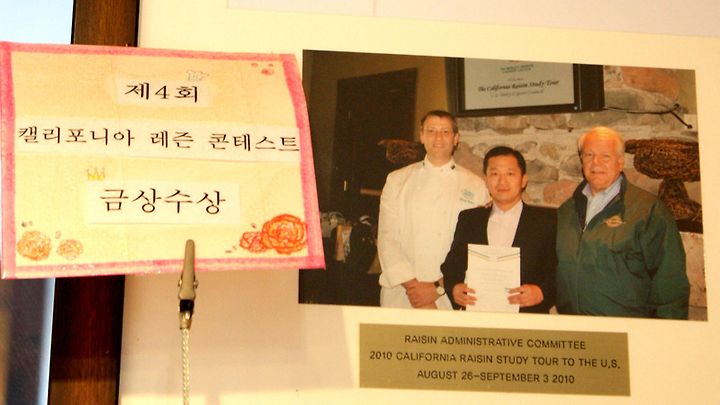 제4회
캘리포니아 레즌 콘테스트
금상수상
The California Raisin Study Tour
RAISIN ADMINISTRATIVE COMMITTEE
2010 CALIFORNIA RAISIN STUDY TOUR TO THE U.S.
AUGUST 26-SEPTEMBER 3 2010